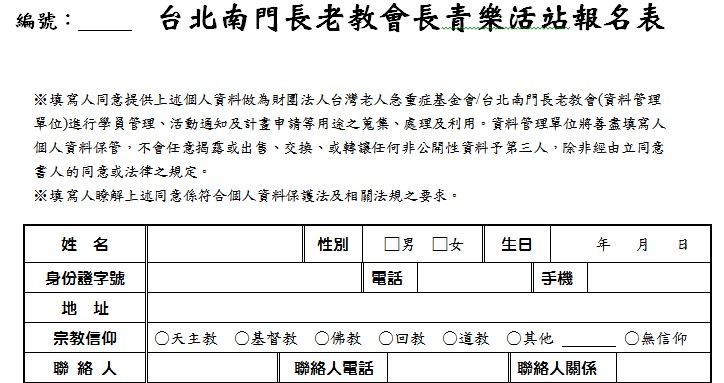 編號：_____ 台北南門長老教會長青樂活站報名表
※填寫人同意提供上述個人資料做為財團法人台灣老人急重症基金會/台北南門長老教會(資料管理
單位)進行學員管理、活動通知及計畫申請等用途之蒐集、處理及利用。資料管理單位將善盡填寫人
個人資料保管，不會任意揭露或出售、交換、或轉讓任何非公開性資料予第三人，除非經由立同意
書人的同意或法律之規定。
※填寫人瞭解上述同意係符合個人資料保護法及相關法規之要求。
姓 名 性別 □男 □女 生日 年 月 日
身份證字號 電話 手機
地 址
宗教信仰 ○天主教 ○基督教 ○佛教 ○回教 ○道教 ○其他 ______ ○無信仰
聯 絡 人 聯絡人電話 聯絡人關係